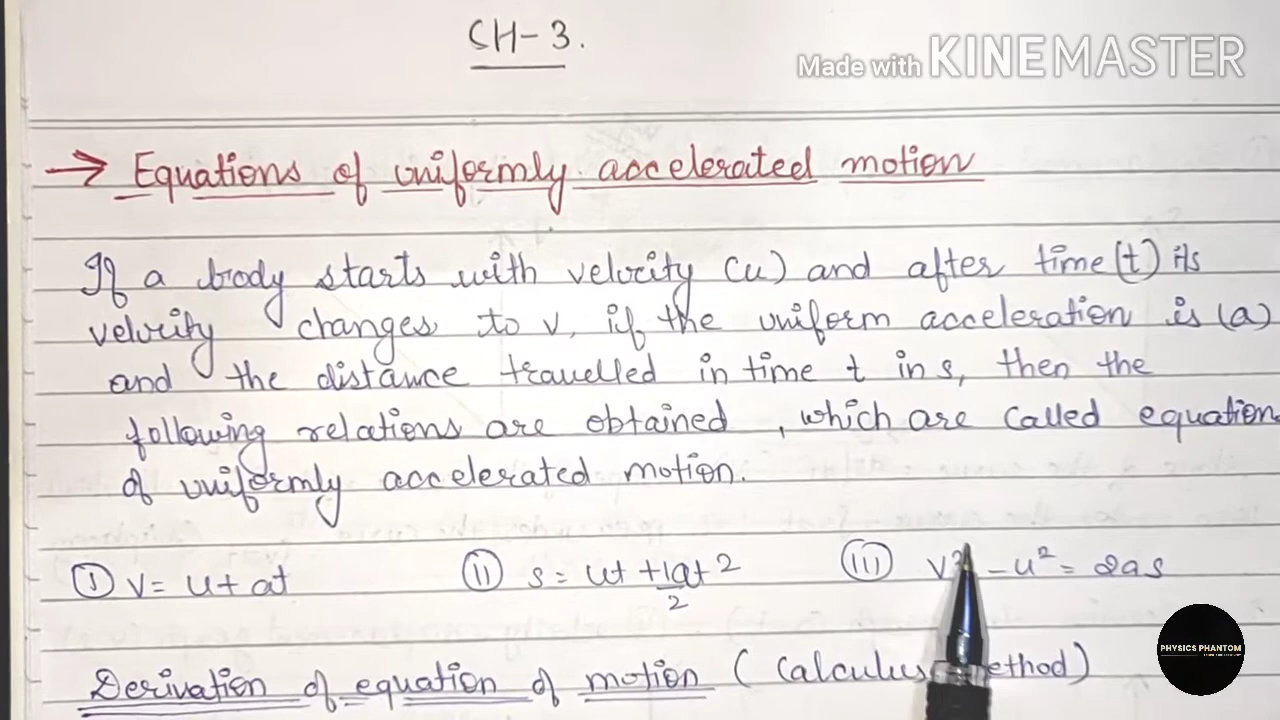 CH-3.
Made with KINEMASTER
→ Equations of uniformly accelerated motion
If a body starts with velocity (u) and after time (t) its
velocity changes to v, if the uniform acceleration is (a)
and the distance travelled in time t in s, then the
following relations are obtained, which are called equation
of uniformly accelerated motion.
(i) v = u + at (ii) s = ut + 1/2 at² (iii) v² - u² = 2as
Derivation of equation of motion (Calculus method)
PHYSICS PHANTOM